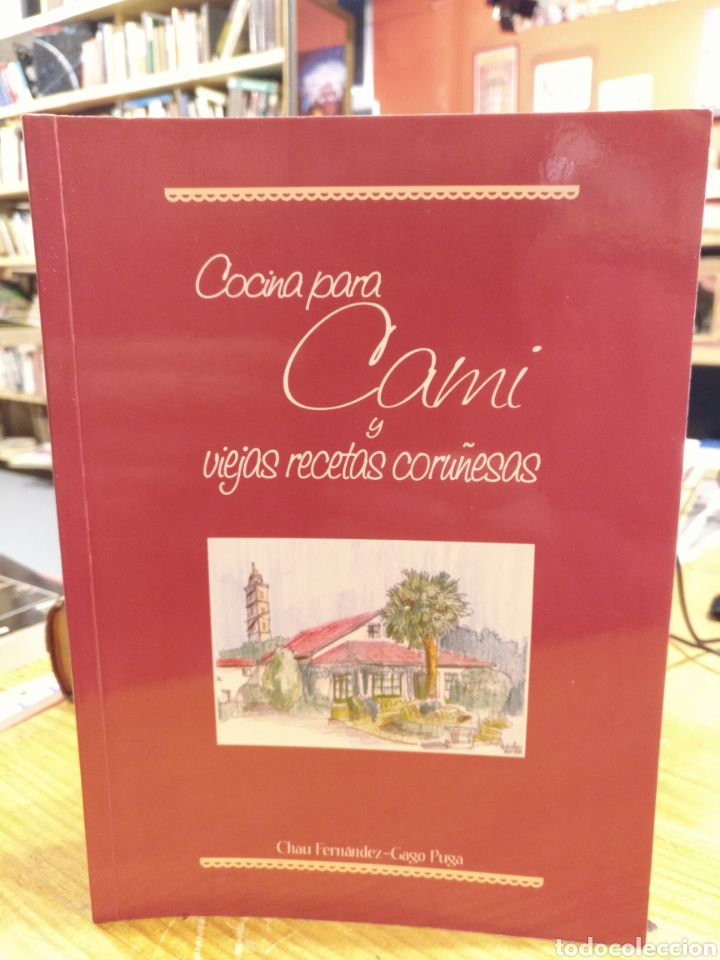 Cocina para
Cami
y
viejas recetas coruñesas
Chau Fernández-Gago Puga
todocoleccion